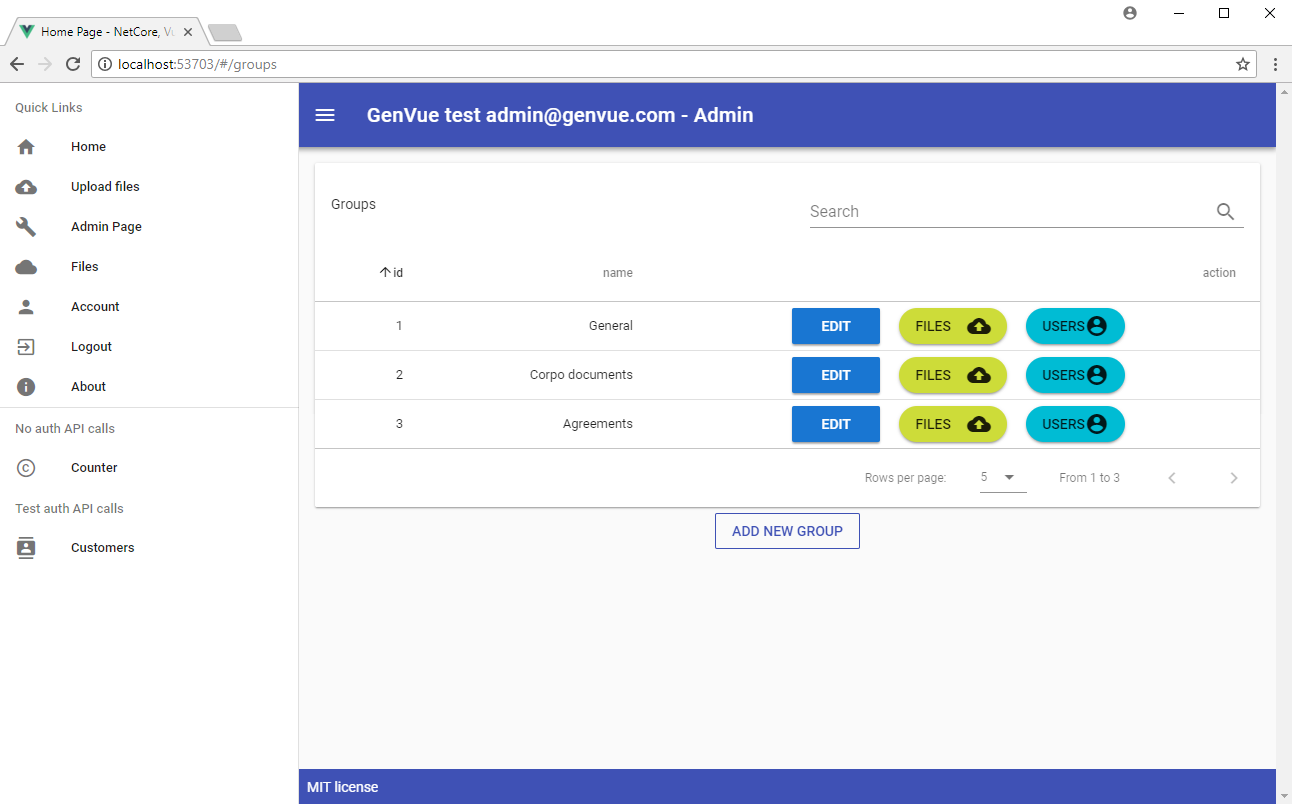 Home Page - NetCore, Vu
localhost:53703/#/groups
Quick Links
Home
Upload files
Admin Page
Files
Account
Logout
About
No auth API calls
Counter
Test auth API calls
Customers
GenVue test admin@genvue.com - Admin
Groups
Search
id name action
1 General EDIT FILES USERS
2 Corpo documents EDIT FILES USERS
3 Agreements EDIT FILES USERS
Rows per page: 5 From 1 to 3
ADD NEW GROUP
MIT license